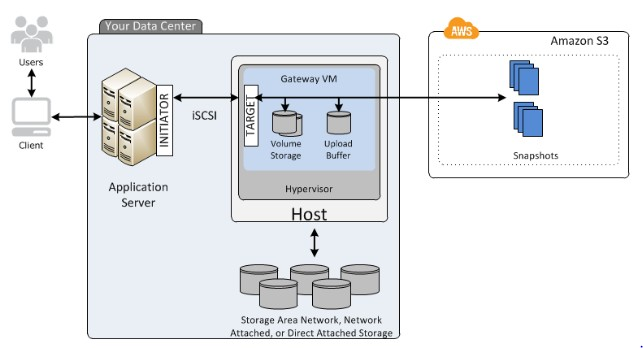 Your Data Center
AWS
Amazon S3
Users
Client
INITIATOR
iSCSI
TARGET
Gateway VM
Volume
Storage
Upload
Buffer
Hypervisor
Host
Application
Server
Snapshots
Storage Area Network, Network
Attached, or Direct Attached Storage